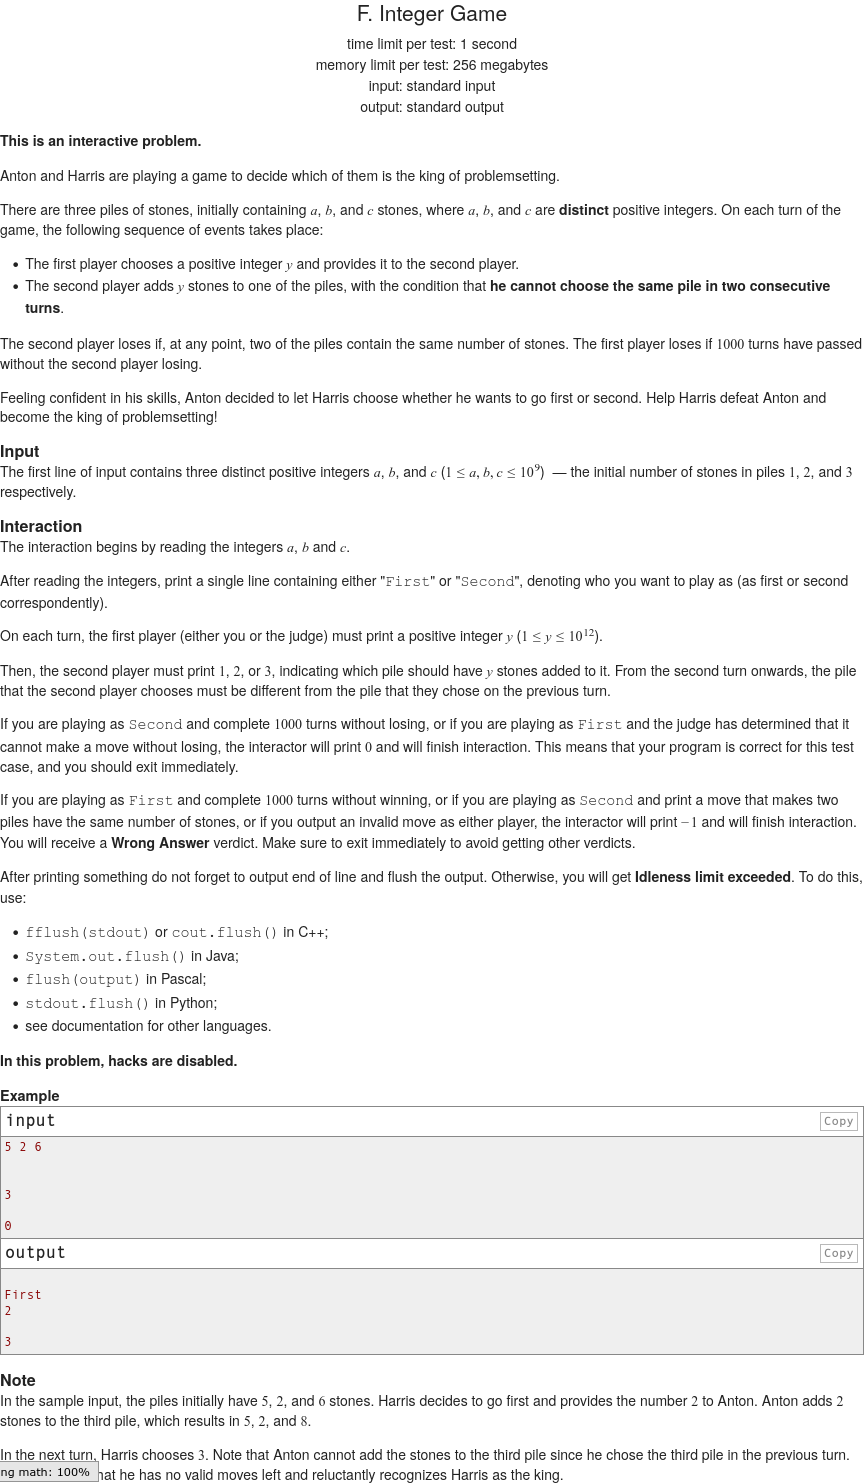 F. Integer Game
time limit per test: 1 second
memory limit per test: 256 megabytes
input: standard input
output: standard output
This is an interactive problem.
Anton and Harris are playing a game to decide which of them is the king of problemsetting.
There are three piles of stones, initially containing a, b, and c stones, where a, b, and c are distinct positive integers. On each turn of the
game, the following sequence of events takes place:
• The first player chooses a positive integer y and provides it to the second player.
• The second player adds y stones to one of the piles, with the condition that he cannot choose the same pile in two consecutive
turns.
The second player loses if, at any point, two of the piles contain the same number of stones. The first player loses if 1000 turns have passed
without the second player losing.
Feeling confident in his skills, Anton decided to let Harris choose whether he wants to go first or second. Help Harris defeat Anton and
become the king of problemsetting!
Input
The first line of input contains three distinct positive integers a, b, and c (1 ≤ a, b, c ≤ 10⁹) — the initial number of stones in piles 1, 2, and 3
respectively.
Interaction
The interaction begins by reading the integers a, b and c.
After reading the integers, print a single line containing either "First" or "Second", denoting who you want to play as (as first or second
correspondently).
On each turn, the first player (either you or the judge) must print a positive integer y (1 ≤ y ≤ 10¹²).
Then, the second player must print 1, 2, or 3, indicating which pile should have y stones added to it. From the second turn onwards, the pile
that the second player chooses must be different from the pile that they chose on the previous turn.
If you are playing as Second and complete 1000 turns without losing, or if you are playing as First and the judge has determined that it
cannot make a move without losing, the interactor will print 0 and will finish interaction. This means that your program is correct for this test
case, and you should exit immediately.
If you are playing as First and complete 1000 turns without winning, or if you are playing as Second and print a move that makes two
piles have the same number of stones, or if you output an invalid move as either player, the interactor will print −1 and will finish interaction.
You will receive a Wrong Answer verdict. Make sure to exit immediately to avoid getting other verdicts.
After printing something do not forget to output end of line and flush the output. Otherwise, you will get Idleness limit exceeded. To do this,
use:
• fflush(stdout) or cout.flush() in C++;
• System.out.flush() in Java;
• flush(output) in Pascal;
• stdout.flush() in Python;
• see documentation for other languages.
In this problem, hacks are disabled.
Example
input
Copy
5 2 6
3
0
output
Copy
First
2
3
Note
In the sample input, the piles initially have 5, 2, and 6 stones. Harris decides to go first and provides the number 2 to Anton. Anton adds 2
stones to the third pile, which results in 5, 2, and 8.
In the next turn, Harris chooses 3. Note that Anton cannot add the stones to the third pile since he chose the third pile in the previous turn.
ng math: 100%
hat he has no valid moves left and reluctantly recognizes Harris as the king.